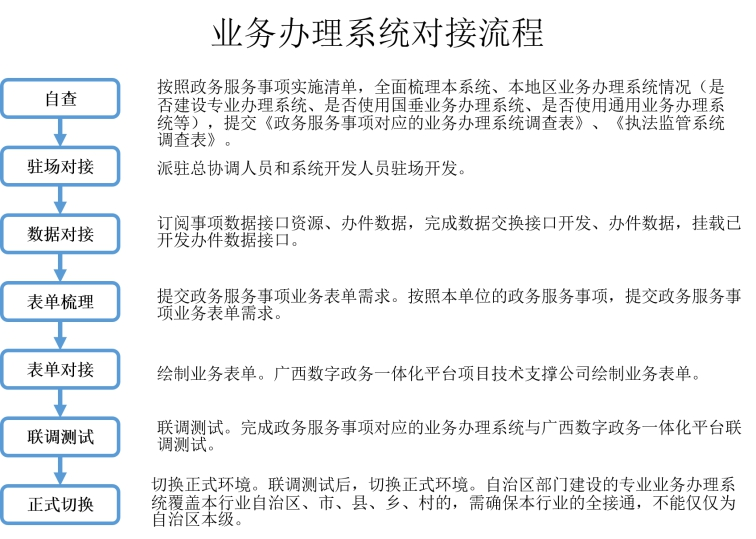 业务办理系统对接流程
自查
按照政务服务事项实施清单，全面梳理本系统、本地区业务办理系统情况（是
否建设专业办理系统、是否使用国垂业务办理系统、是否使用通用业务办理系
统等），提交《政务服务事项对应的业务办理系统调查表》、《执法监管系统
调查表》。
驻场对接
派驻总协调人员和系统开发人员驻场开发。
数据对接
订阅事项数据接口资源、办件数据，完成数据交换接口开发、办件数据，挂载已
开发办件数据接口。
表单梳理
提交政务服务事项业务表单需求。按照本单位的政务服务事项，提交政务服务事
项业务表单需求。
表单对接
绘制业务表单。广西数字政务一体化平台项目技术支撑公司绘制业务表单。
联调测试
联调测试。完成政务服务事项对应的业务办理系统与广西数字政务一体化平台联
调测试。
正式切换
切换正式环境。联调测试后，切换正式环境。自治区部门建设的专业业务办理系
统覆盖本行业自治区、市、县、乡、村的，需确保本行业的全接通，不能仅仅为
自治区本级。